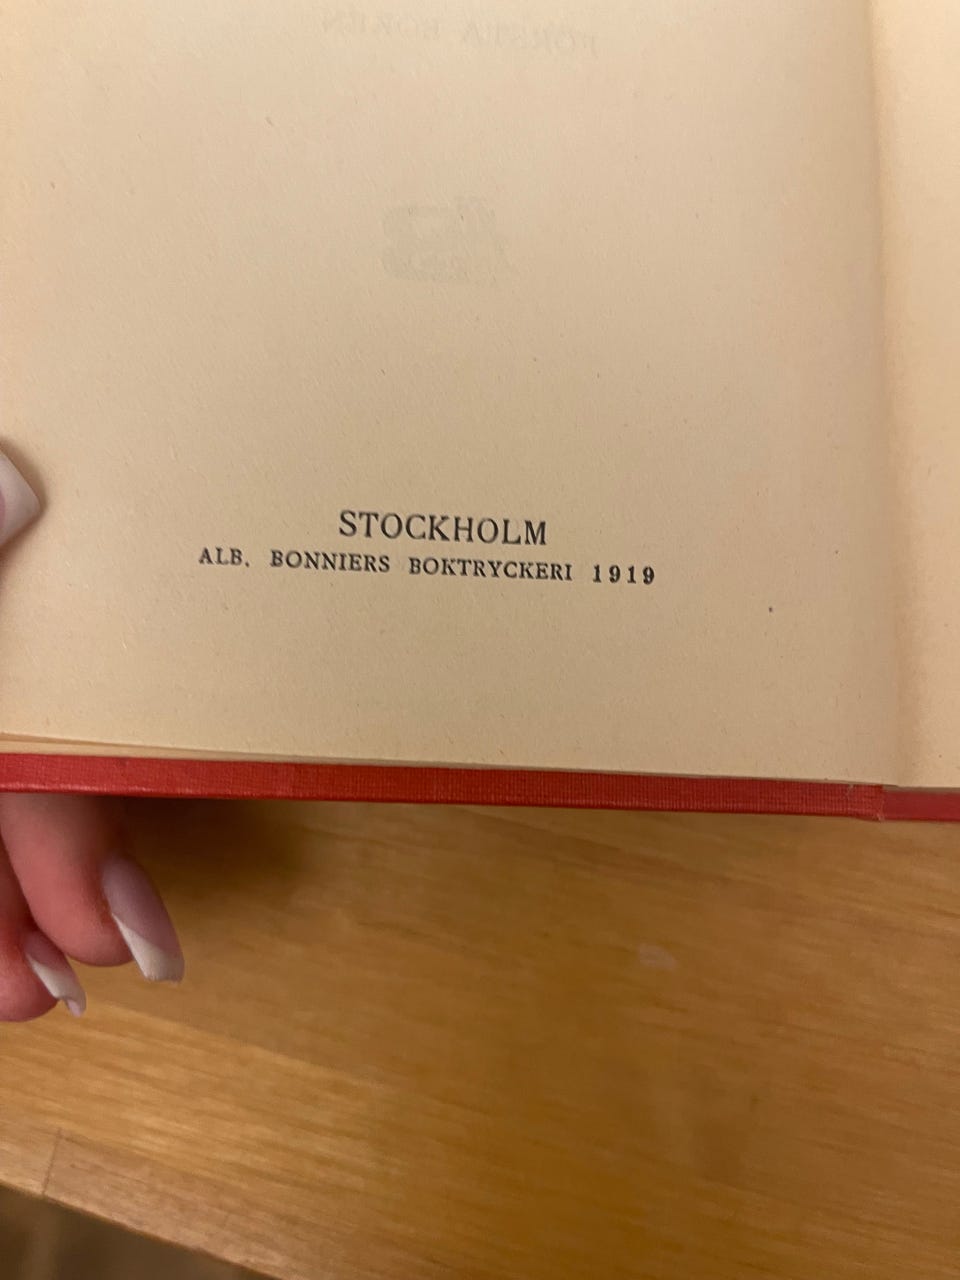 STOCKHOLM
ALB. BONNIERS BOKTRYCKERI 1919